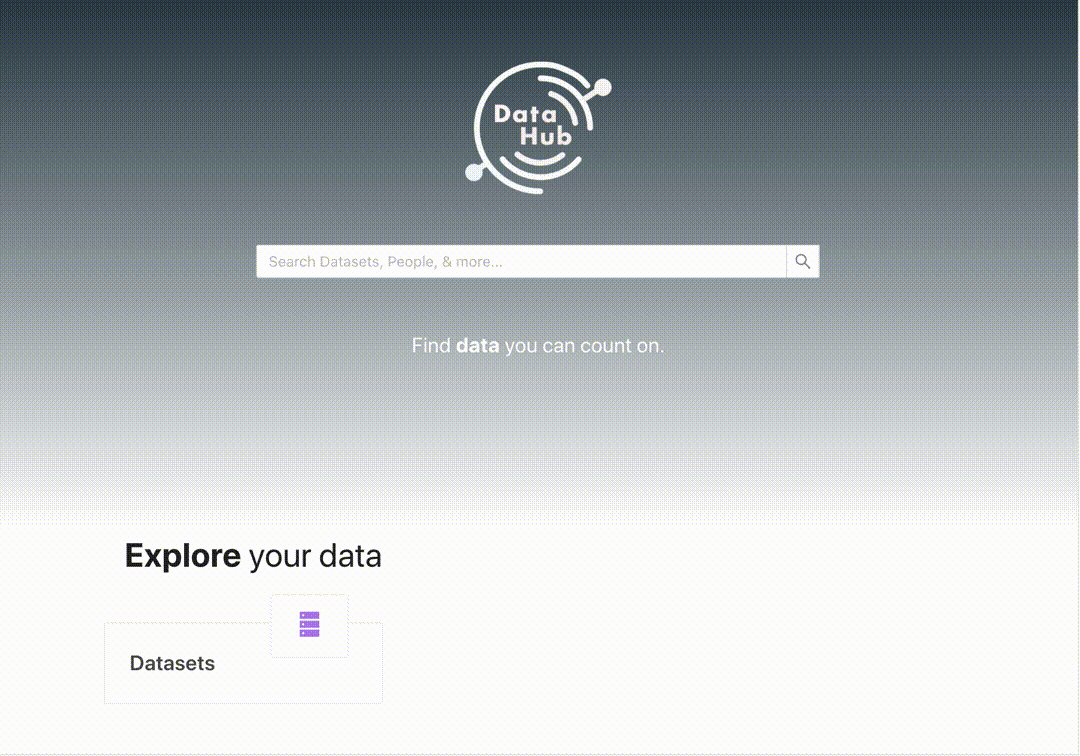 Data
Hub
Search Datasets, People, & more...
Find data you can count on.
Explore your data
Datasets